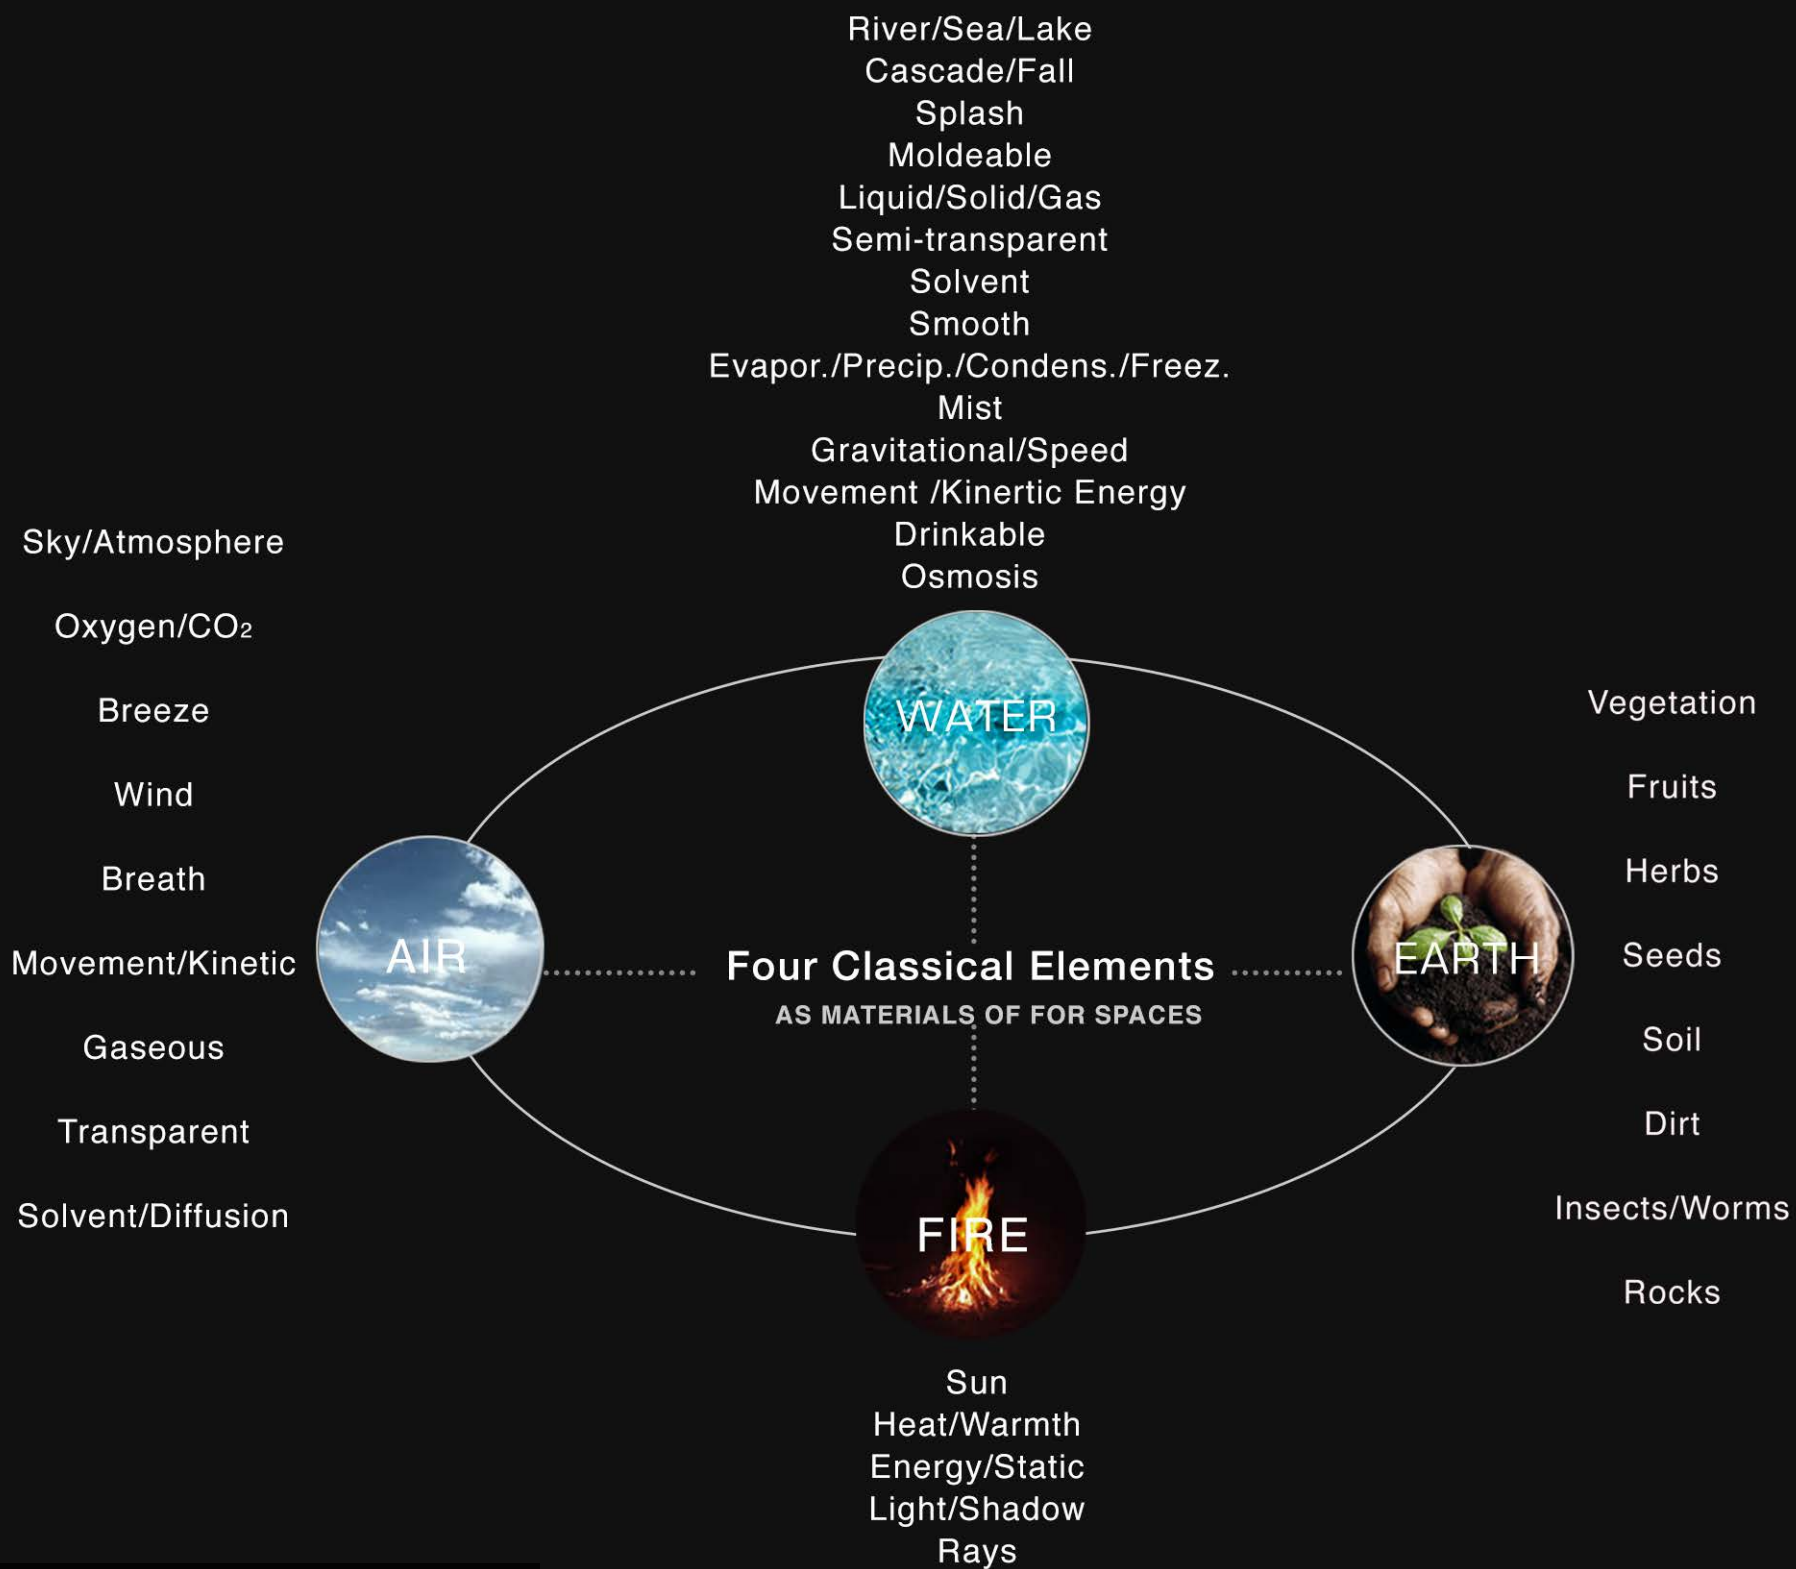 River/Sea/Lake
Cascade/Fall
Splash
Moldeable
Liquid/Solid/Gas
Semi-transparent
Solvent
Smooth
Evapor./Precip./Condens./Freez.
Mist
Gravitational/Speed
Movement /Kinertic Energy
Drinkable
Osmosis
WATER
Sky/Atmosphere
Oxygen/CO₂
Breeze
Wind
Breath
Movement/Kinetic
Gaseous
Transparent
Solvent/Diffusion
AIR
Four Classical Elements
AS MATERIALS OF FOR SPACES
EARTH
Vegetation
Fruits
Herbs
Seeds
Soil
Dirt
Insects/Worms
Rocks
FIRE
Sun
Heat/Warmth
Energy/Static
Light/Shadow
Rays